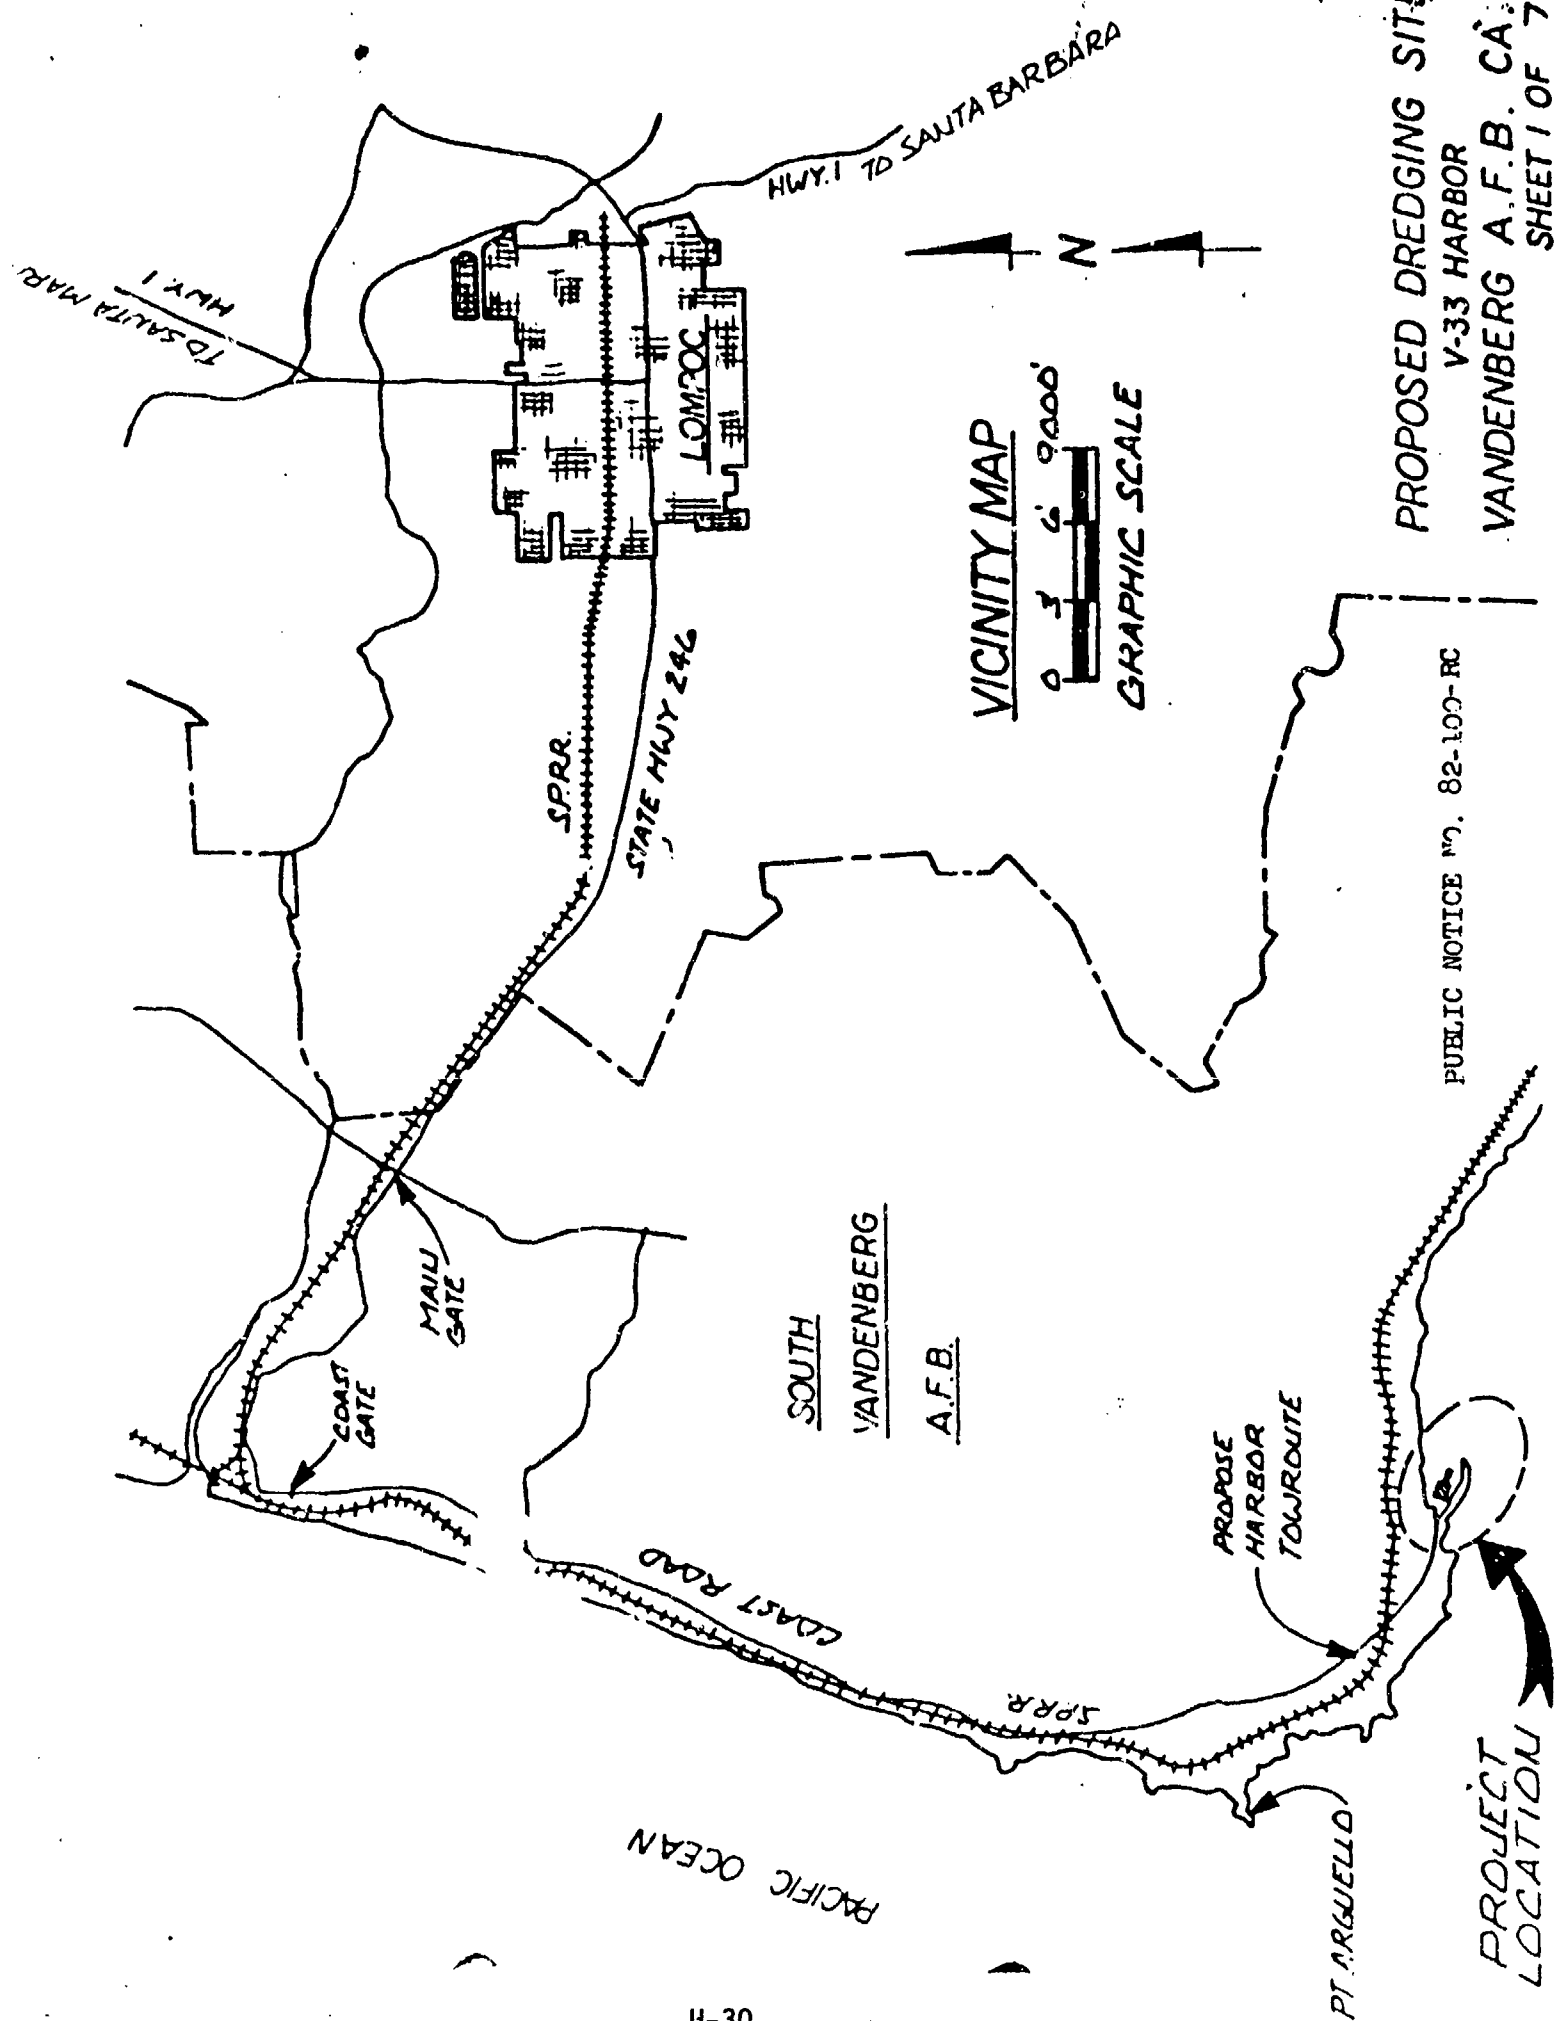 TO SANTA MAR.
HWY. 1
HWY. 1 TO SANTA BARBARA
LOMPOC
S.P.R.R.
STATE HWY 246
MAIN
GATE
COAST
GATE
COAST ROAD
S.P.R.R.
SOUTH
VANDENBERG
A.F.B.
PROPOSE
HARBOR
TOWROUTE
PACIFIC OCEAN
PT. ARGUELLO
PROJECT
LOCATION
N
VICINITY MAP
0 3 6 9000'
GRAPHIC SCALE
PUBLIC NOTICE NO. 82-100-RC
PROPOSED DREDGING SITE
V-33 HARBOR
VANDENBERG A.F.B. CA.
SHEET 1 OF 7
H-30